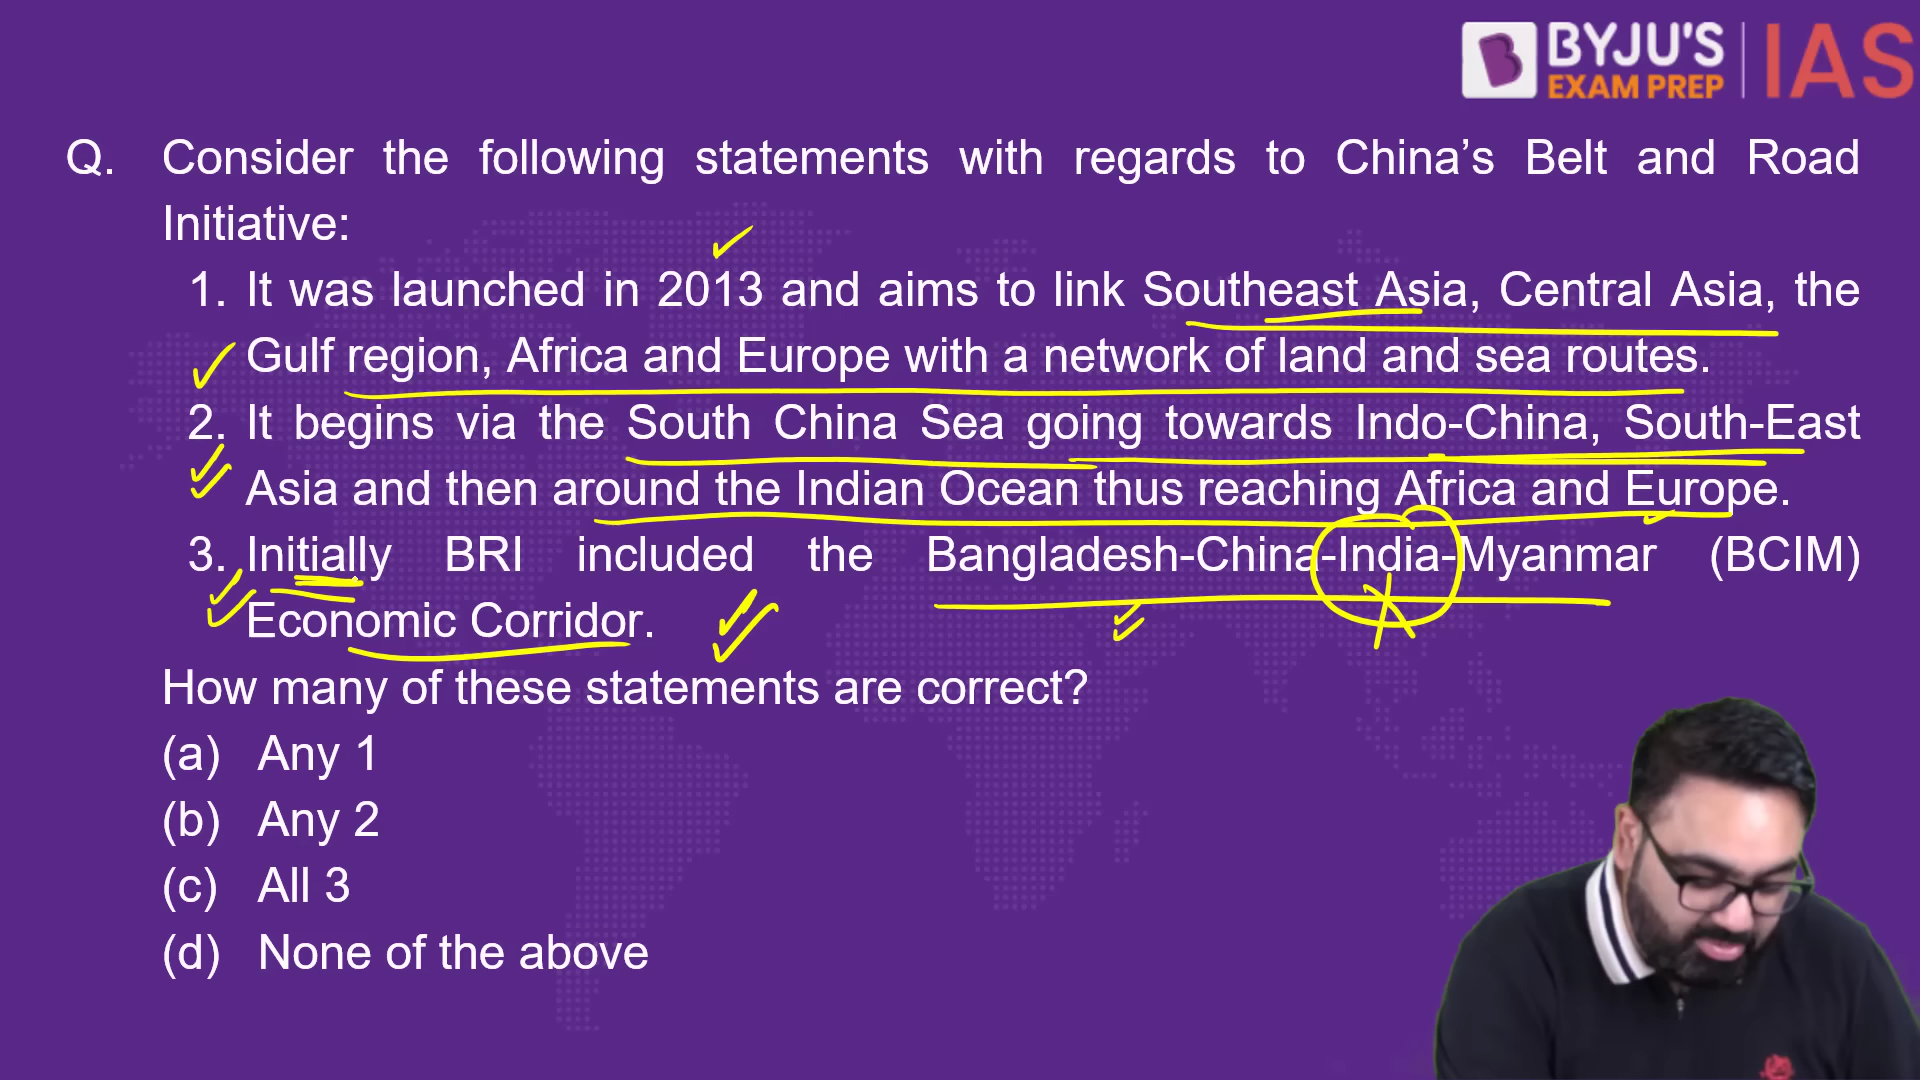 BYJU'S
EXAM PREP
IAS
Q. Consider the following statements with regards to China’s Belt and Road
Initiative:
1. It was launched in 2013 and aims to link Southeast Asia, Central Asia, the
Gulf region, Africa and Europe with a network of land and sea routes.
2. It begins via the South China Sea going towards Indo-China, South-East
Asia and then around the Indian Ocean thus reaching Africa and Europe.
3. Initially BRI included the Bangladesh-China-India-Myanmar (BCIM)
Economic Corridor.
How many of these statements are correct?
(a) Any 1
(b) Any 2
(c) All 3
(d) None of the above